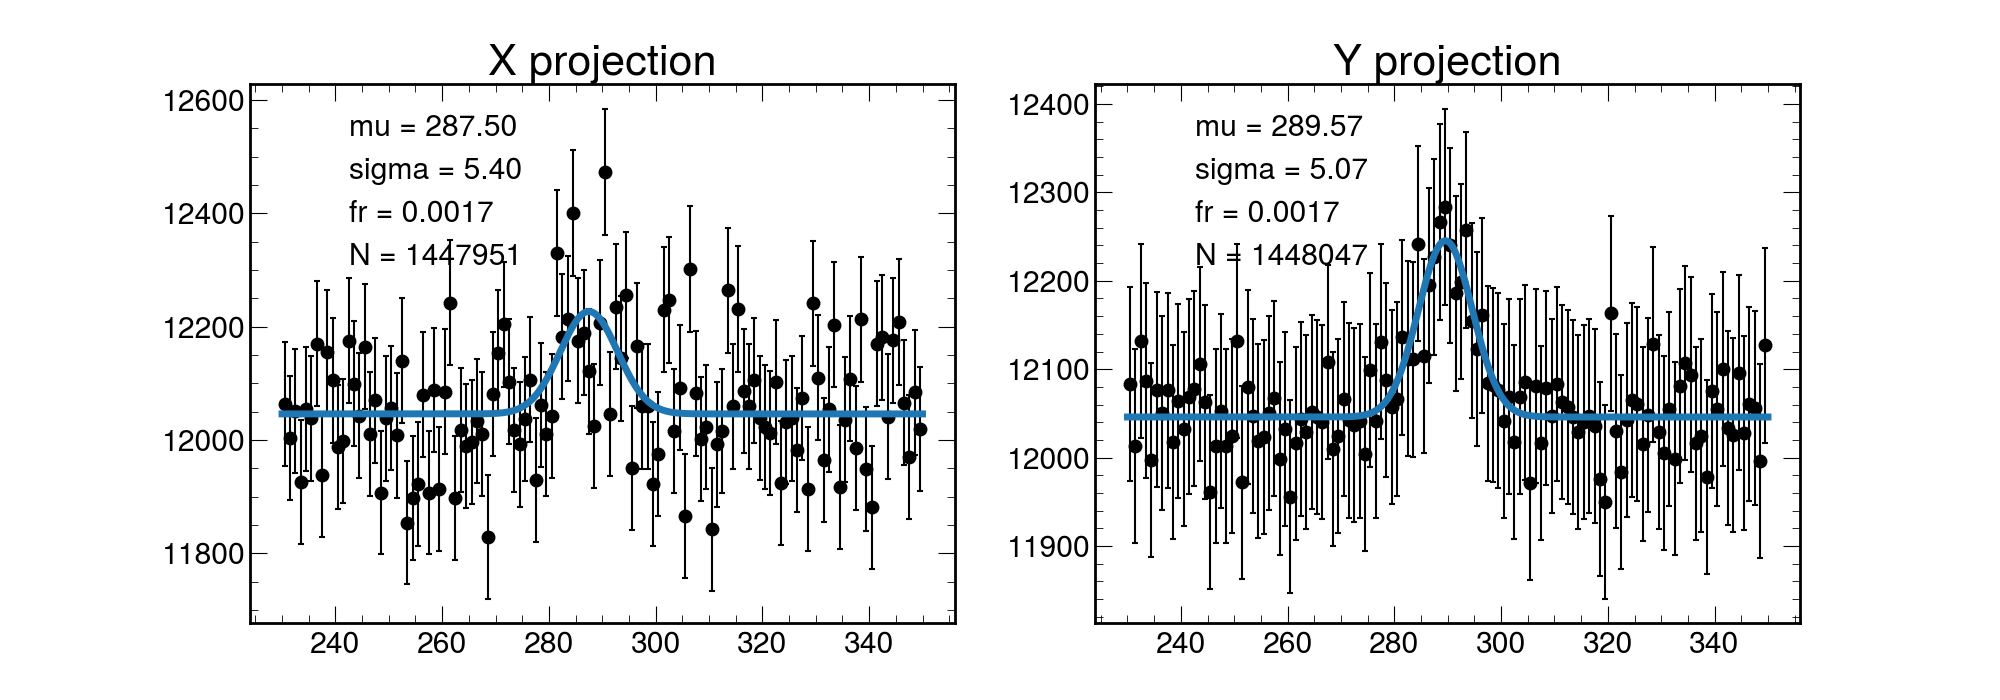 X projection
12600
12400
12200
12000
11800
mu = 287.50
sigma = 5.40
fr = 0.0017
N = 1447951
240 260 280 300 320 340
Y projection
12400
12300
12200
12100
12000
11900
mu = 289.57
sigma = 5.07
fr = 0.0017
N = 1448047
240 260 280 300 320 340